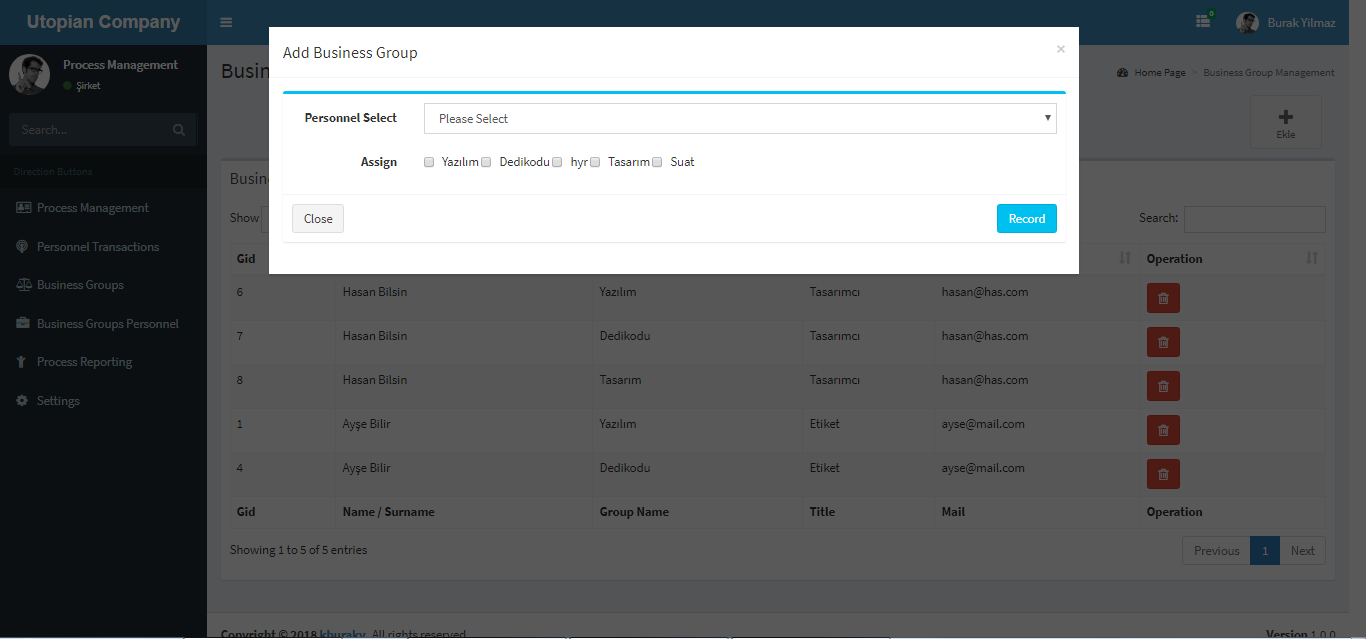 Utopian Company
0
Burak Yilmaz
Process Management
Şirket
Search...
Direction Buttons
Process Management
Personnel Transactions
Business Groups
Business Groups Personnel
Process Reporting
Settings
Busin
Home Page > Business Group Management
Ekle
Add Business Group
×
Personnel Select Please Select
Assign Yazılım Dedikodu hyr Tasarım Suat
Close Record
Busine
Show Search:
Gid Operation
6 Hasan Bilsin Yazılım Tasarımcı hasan@has.com
7 Hasan Bilsin Dedikodu Tasarımcı hasan@has.com
8 Hasan Bilsin Tasarım Tasarımcı hasan@has.com
1 Ayşe Bilir Yazılım Etiket ayse@mail.com
4 Ayşe Bilir Dedikodu Etiket ayse@mail.com
Gid Name / Surname Group Name Title Mail Operation
Showing 1 to 5 of 5 entries
Previous 1 Next
Copyright © 2018 kburaky. All rights reserved
Version 1.0.0